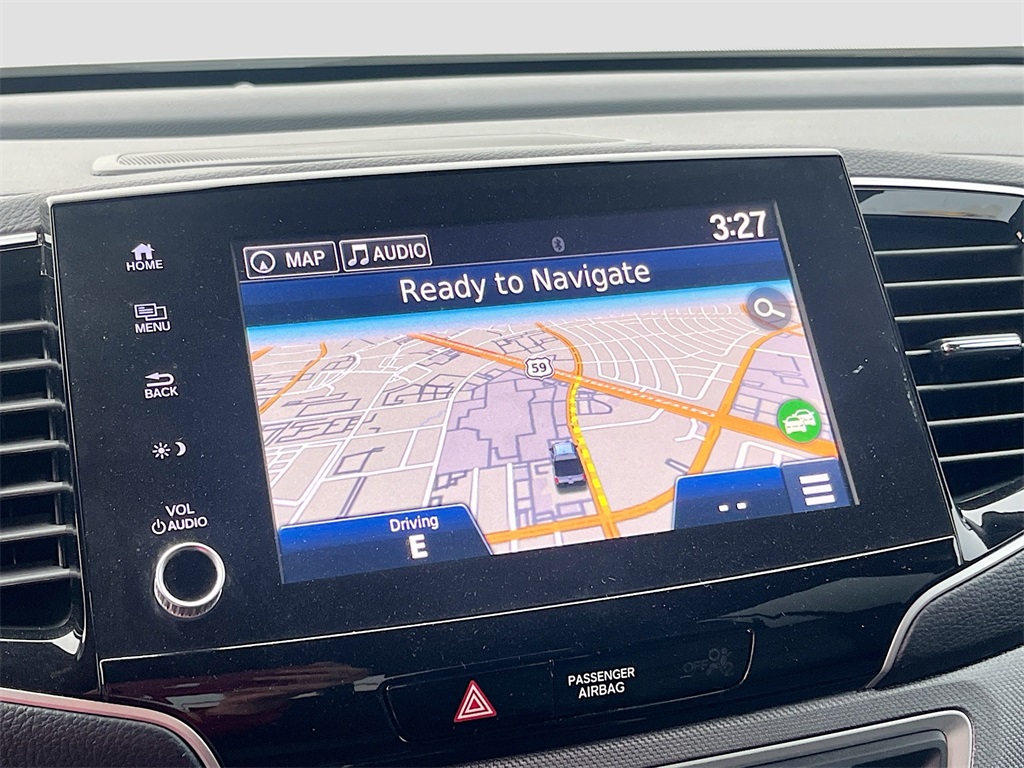 HOME
MENU
BACK
VOL
AUDIO
MAP
AUDIO
3:27
Ready to Navigate
59
Driving
E
--
PASSENGER
AIRBAG
OFF